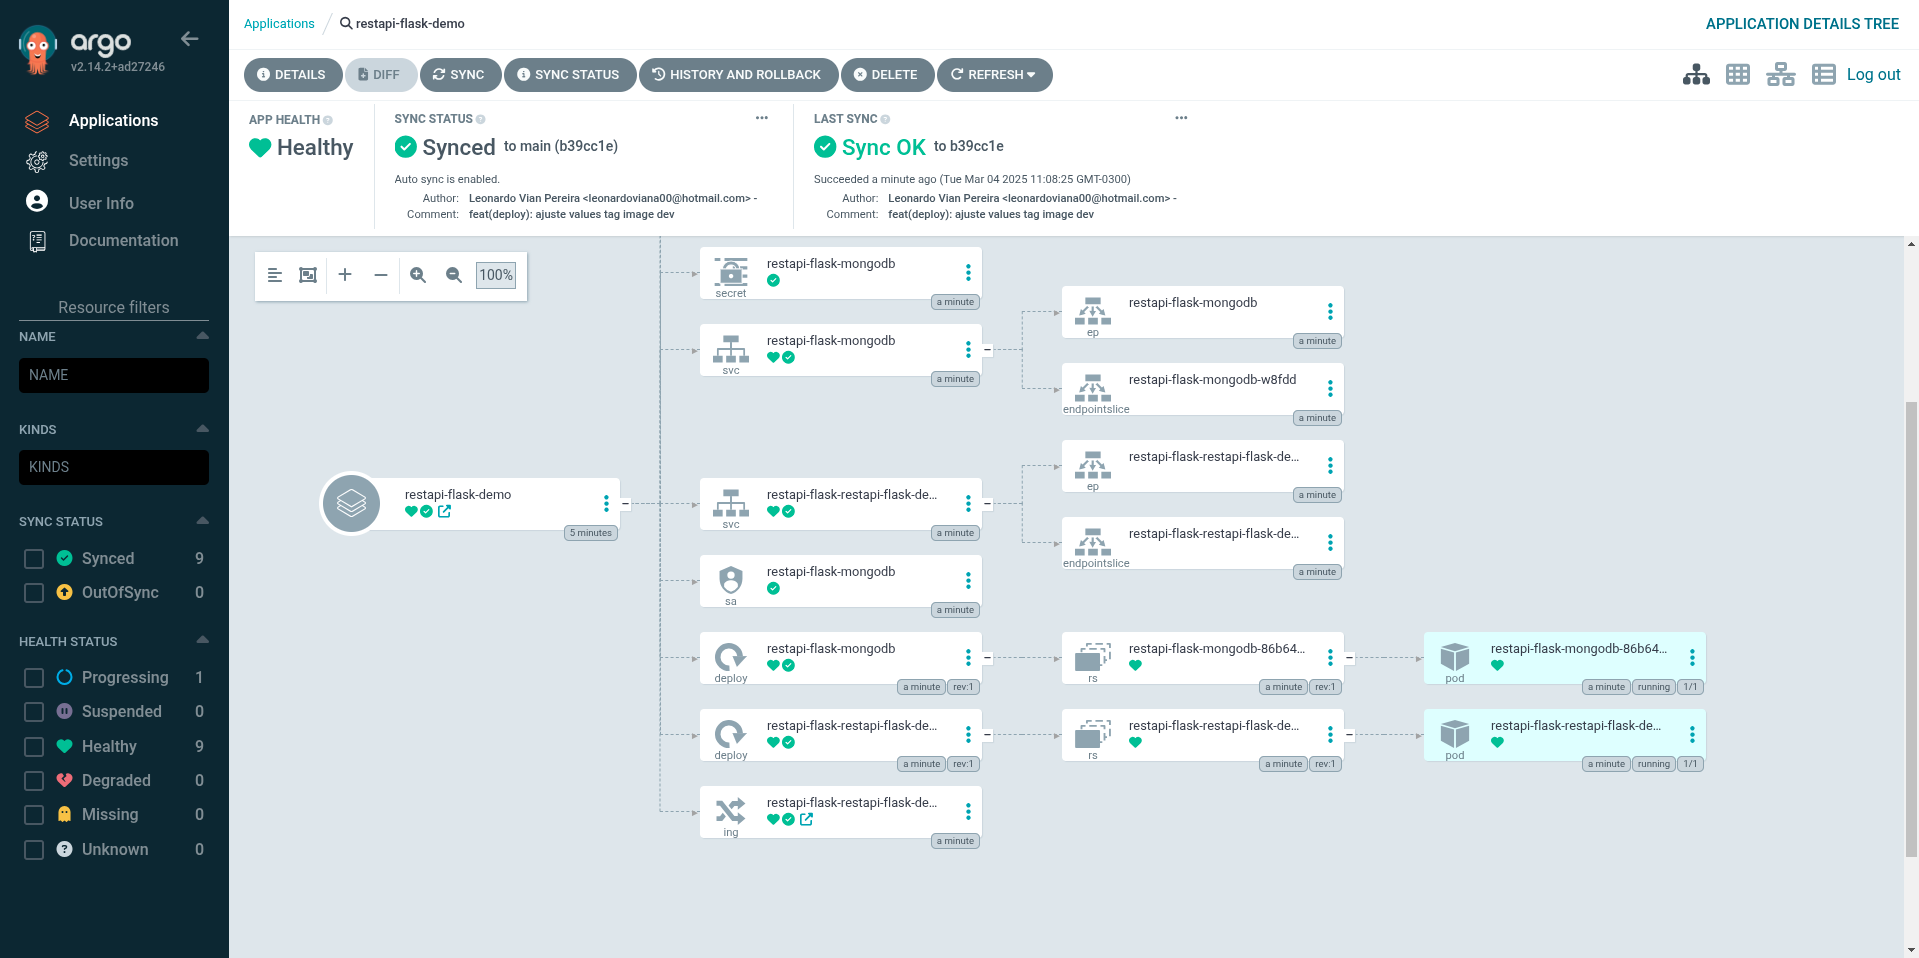 argo
v2.14.2+ad27246
Applications
Settings
User Info
Documentation
Resource filters
NAME
NAME
KINDS
KINDS
SYNC STATUS
Synced 9
OutOfSync 0
HEALTH STATUS
Progressing 1
Suspended 0
Healthy 9
Degraded 0
Missing 0
Unknown 0
Applications / restapi-flask-demo
APPLICATION DETAILS TREE
DETAILS DIFF SYNC SYNC STATUS HISTORY AND ROLLBACK DELETE REFRESH
Log out
APP HEALTH
Healthy
SYNC STATUS
Synced to main (b39cc1e)
Auto sync is enabled.
Author: Leonardo Vian Pereira <leonardoviana00@hotmail.com> -
Comment: feat(deploy): ajuste values tag image dev
LAST SYNC
Sync OK to b39cc1e
Succeeded a minute ago (Tue Mar 04 2025 11:08:25 GMT-0300)
Author: Leonardo Vian Pereira <leonardoviana00@hotmail.com> -
Comment: feat(deploy): ajuste values tag image dev
100%
restapi-flask-demo
5 minutes
restapi-flask-mongodb
secret
a minute
restapi-flask-mongodb
svc
a minute
restapi-flask-mongodb
ep
a minute
restapi-flask-mongodb-w8fdd
endpointslice
a minute
restapi-flask-restapi-flask-de...
svc
a minute
restapi-flask-restapi-flask-de...
ep
a minute
restapi-flask-restapi-flask-de...
endpointslice
a minute
restapi-flask-mongodb
sa
a minute
restapi-flask-mongodb
deploy
a minute rev:1
restapi-flask-mongodb-86b64...
rs
a minute rev:1
restapi-flask-mongodb-86b64...
pod
a minute running 1/1
restapi-flask-restapi-flask-de...
deploy
a minute rev:1
restapi-flask-restapi-flask-de...
rs
a minute rev:1
restapi-flask-restapi-flask-de...
pod
a minute running 1/1
restapi-flask-restapi-flask-de...
ing
a minute